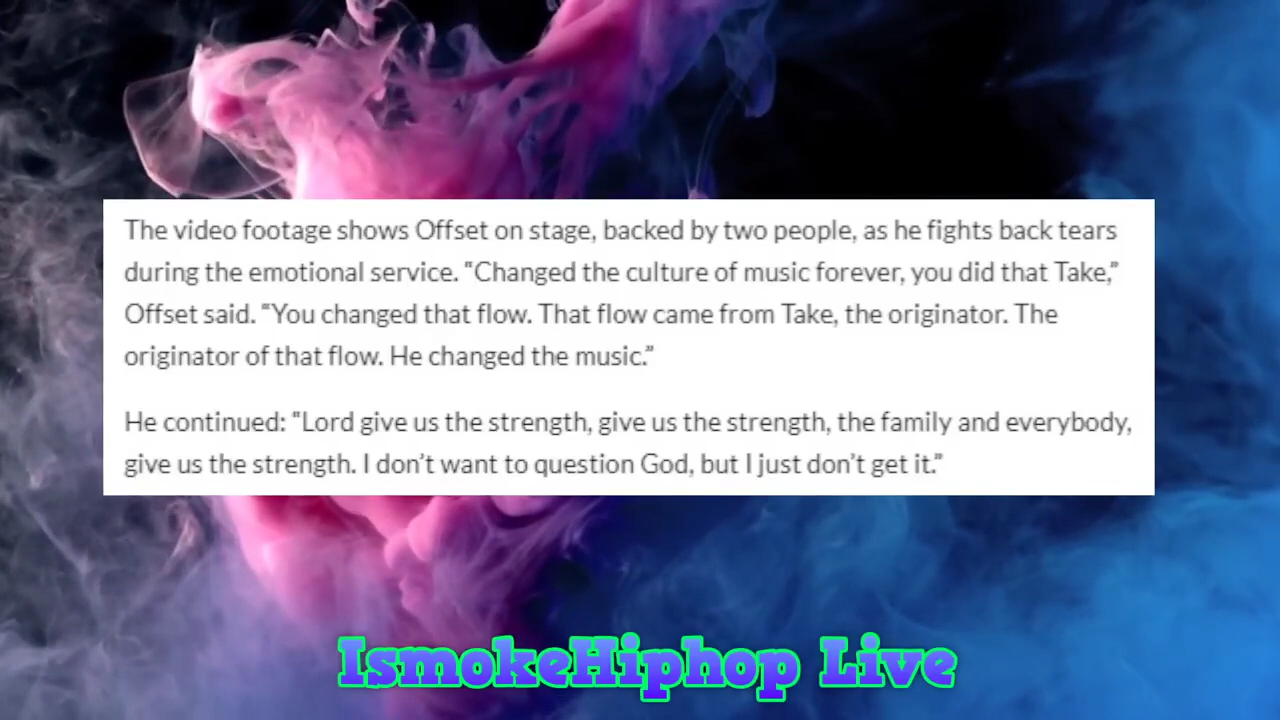 The video footage shows Offset on stage, backed by two people, as he fights back tears
during the emotional service. “Changed the culture of music forever, you did that Take,”
Offset said. “You changed that flow. That flow came from Take, the originator. The
originator of that flow. He changed the music.”
He continued: “Lord give us the strength, give us the strength, the family and everybody,
give us the strength. I don’t want to question God, but I just don’t get it.”
IsmokeHiphop Live